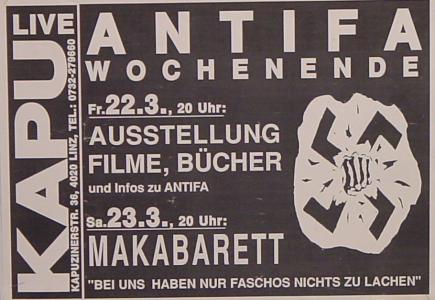 LIVE
KAPU
KAPUZINERSTR. 36, 4020 LINZ, TEL.: 0732-279660
ANTIFA
WOCHENENDE
Fr.22.3., 20 Uhr:
AUSSTELLUNG
FILME, BÜCHER
und Infos zu ANTIFA
Sa.23.3., 20 Uhr:
MAKABARETT
"BEI UNS HABEN NUR FASCHOS NICHTS ZU LACHEN"